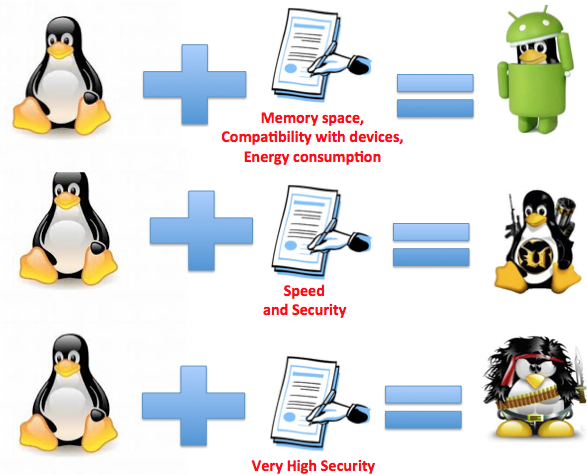 Memory space,
Compatibility with devices,
Energy consumption
Speed
and Security
Very High Security